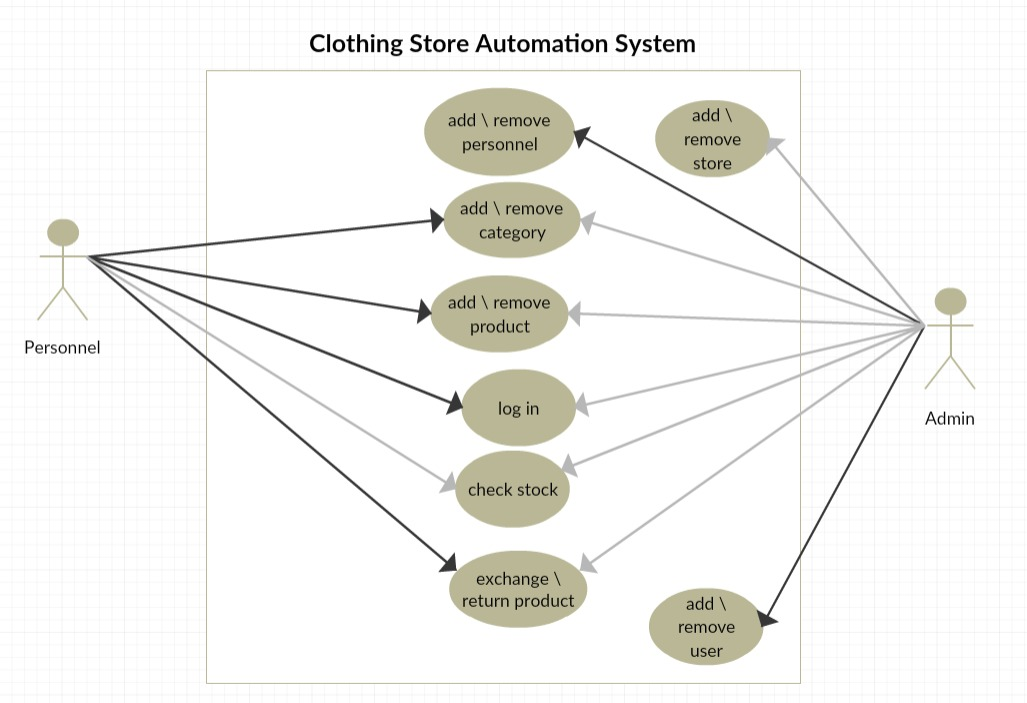 Clothing Store Automation System
add \ remove
personnel
add \
remove
store
add \ remove
category
add \ remove
product
Personnel
log in
Admin
check stock
exchange \
return product
add \
remove
user